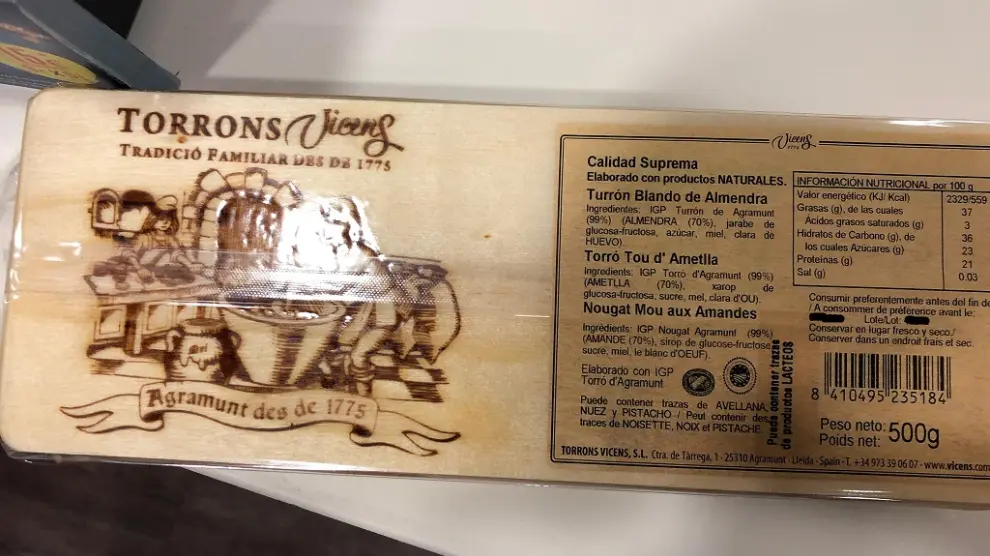 TORRONS Vicens
TRADICIÓ FAMILIAR DES DE 1775
Agramunt des de 1775
Vicens
Calidad Suprema
Elaborado con productos NATURALES.
Turrón Blando de Almendra
Ingredientes: IGP Turrón de Agramunt
(99%) (ALMENDRA (70%), jarabe de
glucosa-fructosa, azúcar, miel, clara de
HUEVO).
Torró Tou d' Ametlla
Ingredients: IGP Torró d'Agramunt (99%)
(AMETLLA (70%), xarop de
glucosa-fructosa, sucre, mel, clara d'OU).
Nougat Mou aux Amandes
Ingrédients: IGP Nougat Agramunt (99%)
(AMANDE (70%), sirop de glucose-fructose,
sucre, miel, le blanc d'OEUF).
Elaborado con IGP
Torró d'Agramunt
Puede contener trazas de AVELLANA,
NUEZ y PISTACHO / Peut contenir des
traces de NOISETTE, NOIX et PISTACHE
Puede contener trazas
de productos LACTEOS
INFORMACIÓN NUTRICIONAL por 100 g
Valor energético (KJ/ Kcal) 2329/559
Grasas (g), de las cuales 37
Ácidos grasos saturados (g) 3
Hidratos de Carbono (g), de 36
los cuales Azúcares (g) 23
Proteinas (g) 21
Sal (g) 0.03
Consumir preferentemente antes del fin de
/ A consommer de préférence avant le:
Lote/Lot:
Conservar en lugar fresco y seco./
Conserver dans un endroit frais et sec.
8 410495 235184
Peso neto: 500g
Poids net:
TORRONS VICENS, S.L. Ctra. de Tàrrega, 1 - 25310 Agramunt - Lleida - Spain - T. +34 973 39 06 07 - www.vicens.com